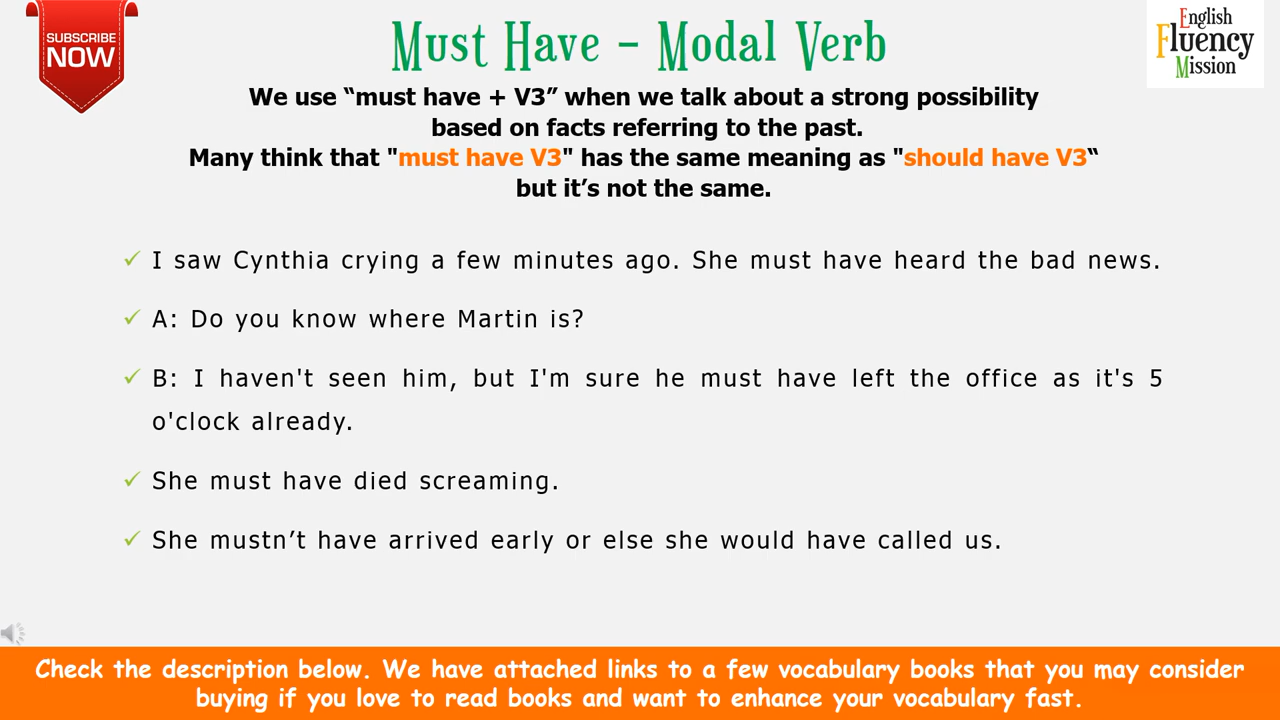 SUBSCRIBE
NOW
Must Have – Modal Verb
English
Fluency
Mission
We use “must have + V3” when we talk about a strong possibility
based on facts referring to the past.
Many think that "must have V3" has the same meaning as "should have V3“
but it’s not the same.
✓ I saw Cynthia crying a few minutes ago. She must have heard the bad news.
✓ A: Do you know where Martin is?
✓ B: I haven't seen him, but I'm sure he must have left the office as it's 5
o'clock already.
✓ She must have died screaming.
✓ She mustn’t have arrived early or else she would have called us.
Check the description below. We have attached links to a few vocabulary books that you may consider
buying if you love to read books and want to enhance your vocabulary fast.